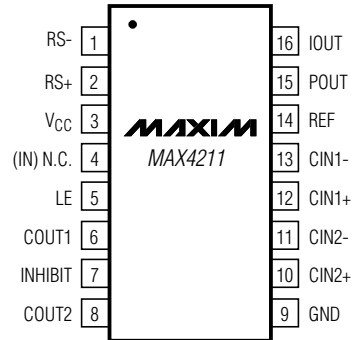 RS- 1
RS+ 2
VCC 3
(IN) N.C. 4
LE 5
COUT1 6
INHIBIT 7
COUT2 8
MAXIM
MAX4211
16 IOUT
15 POUT
14 REF
13 CIN1-
12 CIN1+
11 CIN2-
10 CIN2+
9 GND